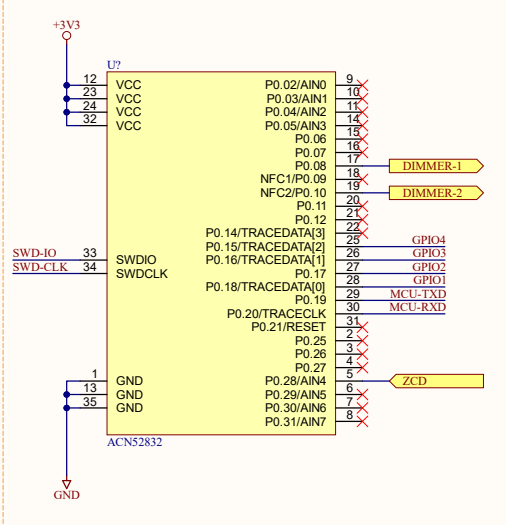 +3V3
U?
12 VCC P0.02/AIN0 9
23 VCC P0.03/AIN1 10
24 VCC P0.04/AIN2 11
32 VCC P0.05/AIN3 14
P0.06 15
P0.07 16
P0.08 17 DIMMER-1
NFC1/P0.09 18
NFC2/P0.10 19 DIMMER-2
P0.11 20
P0.12 21
P0.14/TRACEDATA[3] 22
P0.15/TRACEDATA[2] 25 GPIO4
SWD-IO 33 SWDIO P0.16/TRACEDATA[1] 26 GPIO3
SWD-CLK 34 SWDCLK P0.17 27 GPIO2
P0.18/TRACEDATA[0] 28 GPIO1
P0.19 29 MCU-TXD
P0.20/TRACECLK 30 MCU-RXD
P0.21/RESET 31
P0.25 2
P0.26 3
P0.27 4
1 GND P0.28/AIN4 5 ZCD
13 GND P0.29/AIN5 6
35 GND P0.30/AIN6 7
P0.31/AIN7 8
ACN52832
GND